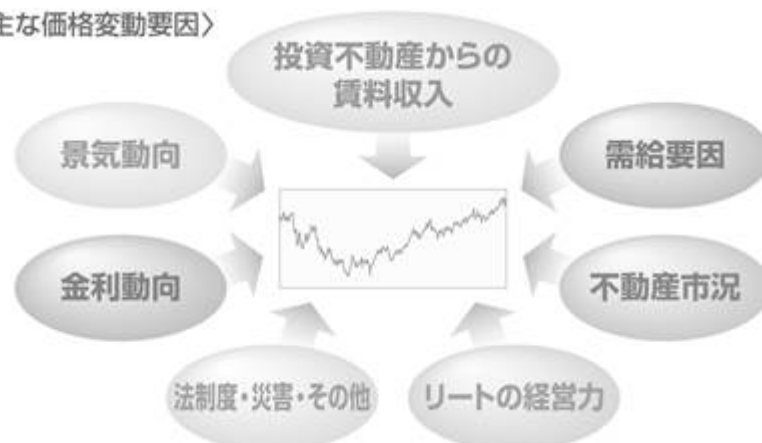 主な価格変動要因〉
投資不動産からの
賃料収入
景気動向
需給要因
金利動向
不動産市況
法制度・災害・その他
リートの経営力